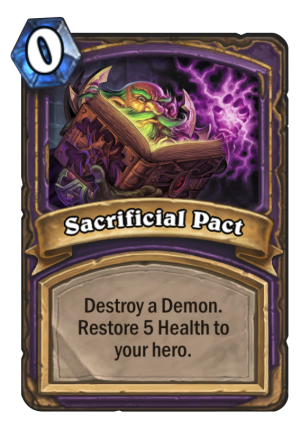 0
Sacrificial Pact
Destroy a Demon.
Restore 5 Health to
your hero.